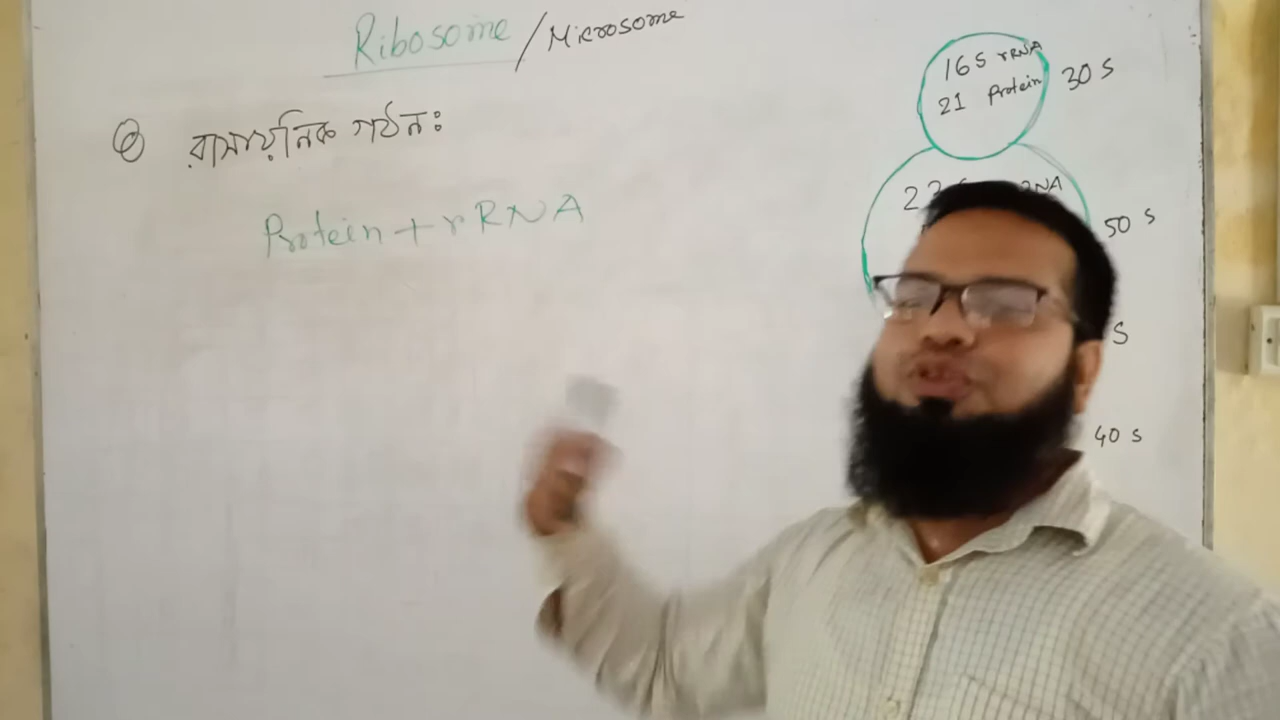 Ribosome / Microsome
রাসায়নিক গঠনঃ
Protein + rRNA
16S rRNA
21 Protein
30 S
50 S
S
40 S